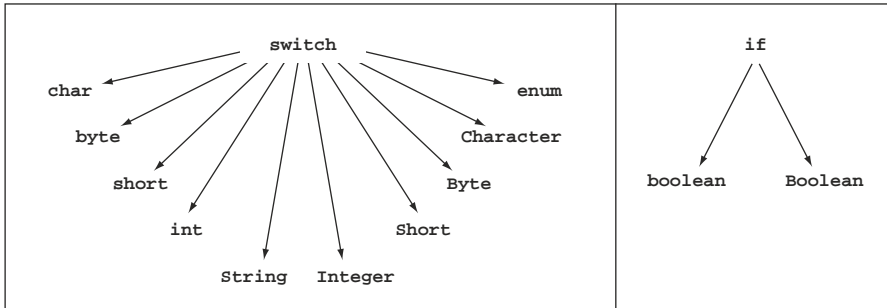 switch
if
char
enum
byte
Character
short
Byte
boolean
Boolean
int
Short
String
Integer